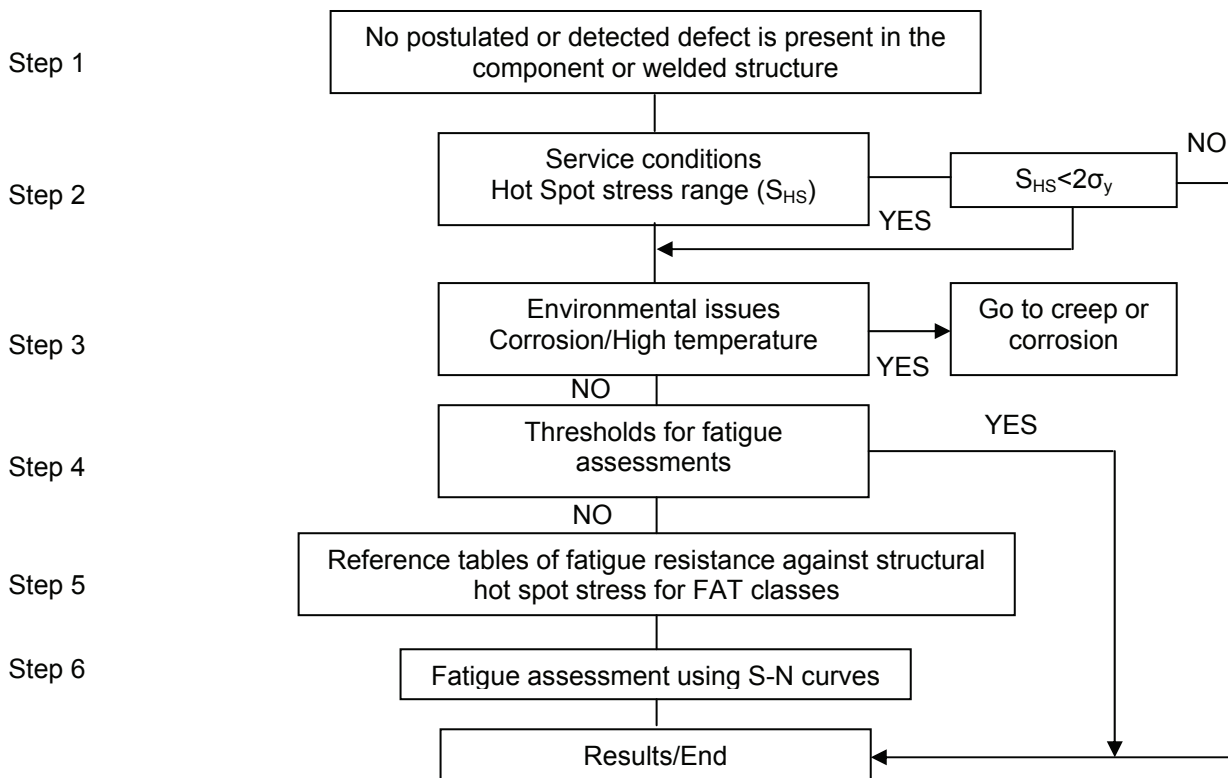 Step 1
No postulated or detected defect is present in the
component or welded structure
Step 2
Service conditions
Hot Spot stress range (S_HS)
S_HS<2σ_y
NO
YES
Step 3
Environmental issues
Corrosion/High temperature
YES
Go to creep or
corrosion
NO
Step 4
Thresholds for fatigue
assessments
YES
NO
Step 5
Reference tables of fatigue resistance against structural
hot spot stress for FAT classes
Step 6
Fatigue assessment using S-N curves
Results/End